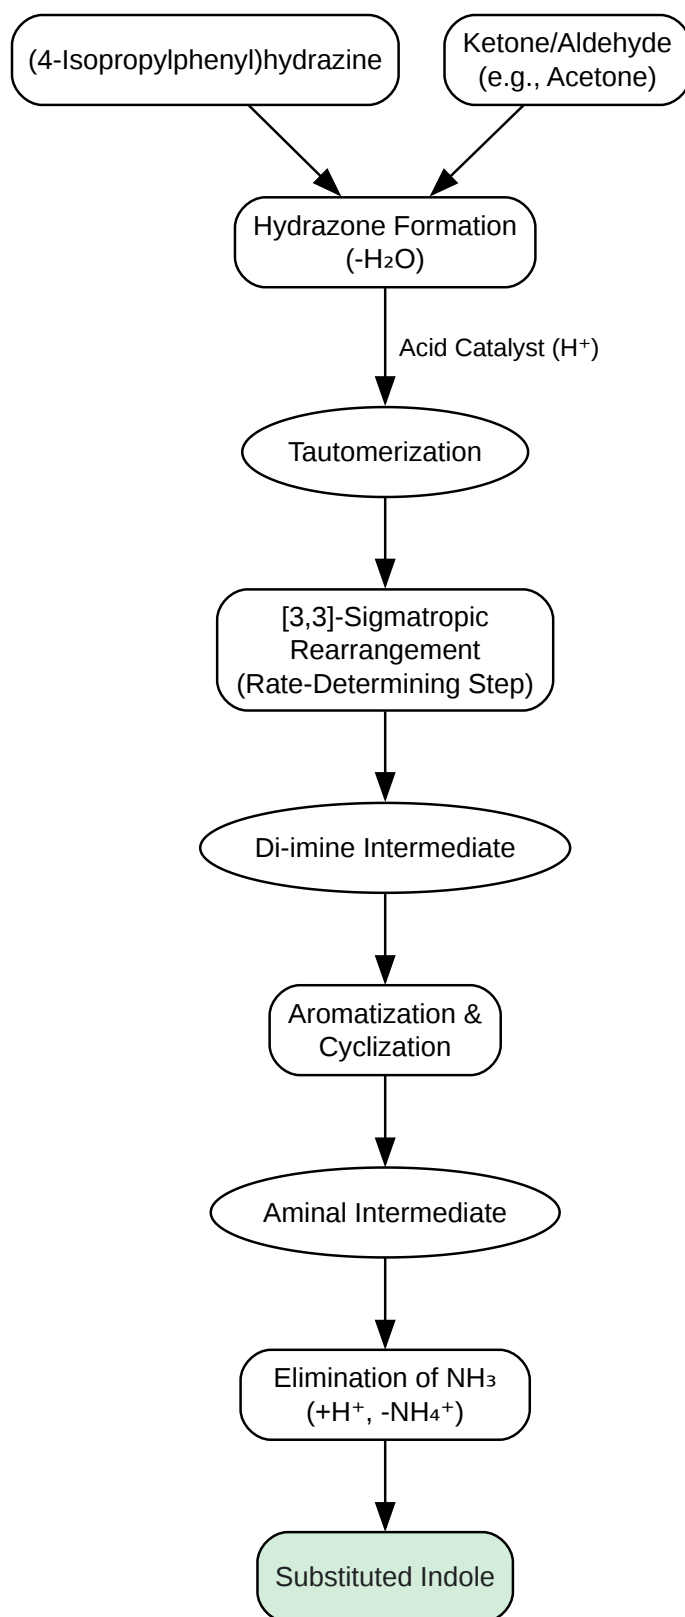 (4-Isopropylphenyl)hydrazine
Ketone/Aldehyde
(e.g., Acetone)
Hydrazone Formation
(-H₂O)
Acid Catalyst (H⁺)
Tautomerization
[3,3]-Sigmatropic
Rearrangement
(Rate-Determining Step)
Di-imine Intermediate
Aromatization &
Cyclization
Aminal Intermediate
Elimination of NH₃
(+H⁺, -NH₄⁺)
Substituted Indole